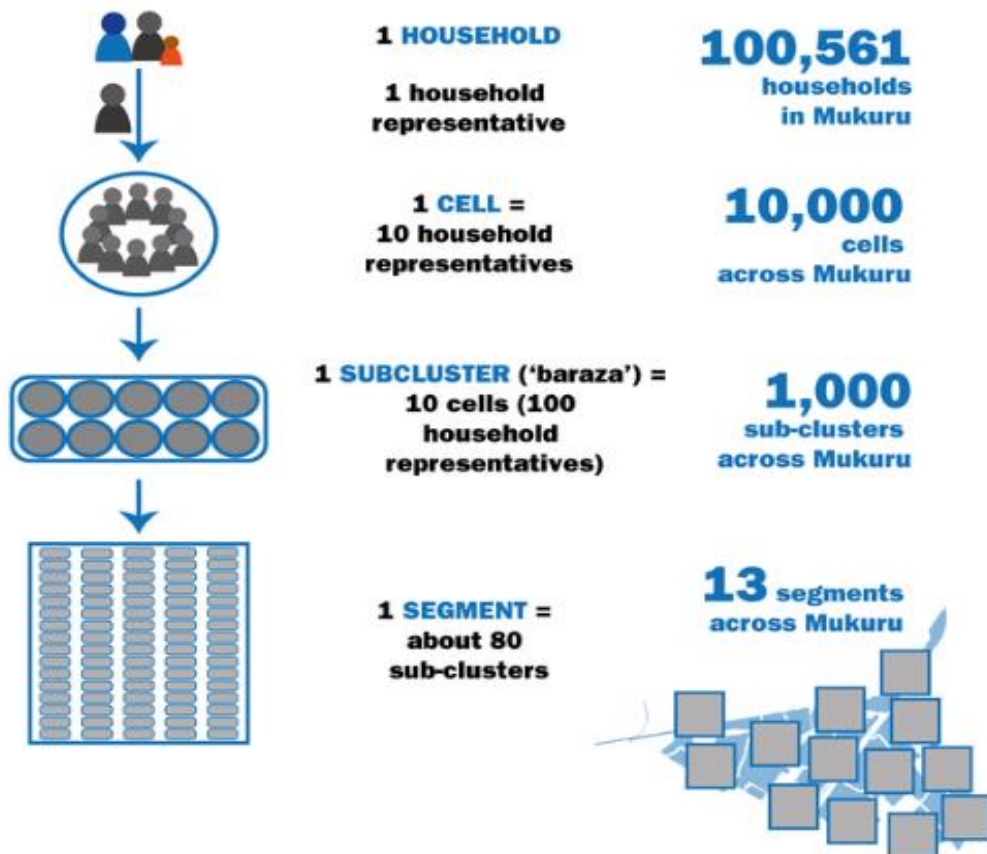 1 HOUSEHOLD
1 household
representative
100,561
households
in Mukuru
1 CELL =
10 household
representatives
10,000
cells
across Mukuru
1 SUBCLUSTER (‘baraza’) =
10 cells (100
household
representatives)
1,000
sub-clusters
across Mukuru
1 SEGMENT =
about 80
sub-clusters
13 segments
across Mukuru